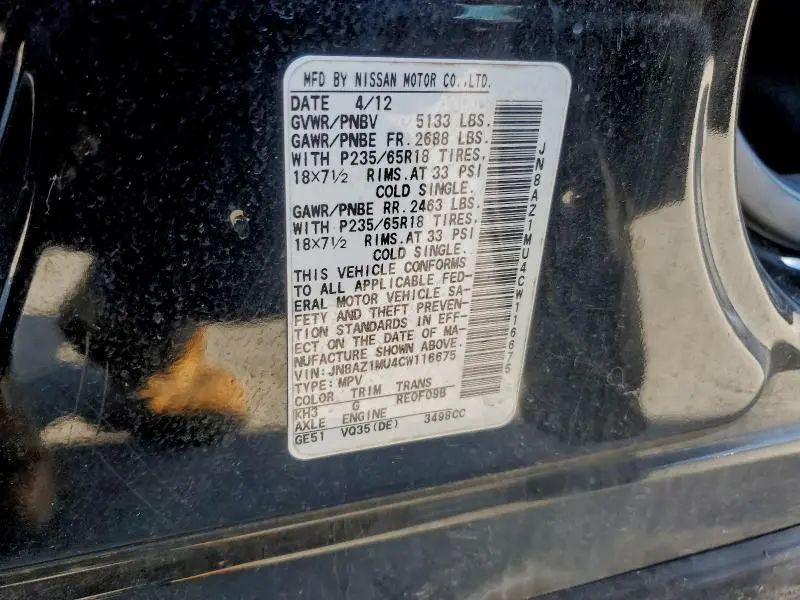 MFD BY NISSAN MOTOR CO.,LTD.
DATE 4/12
GVWR/PNBV 5133 LBS.
GAWR/PNBE FR. 2688 LBS.
WITH P235/65R18 TIRES,
18×7½ RIMS.AT 33 PSI
COLD SINGLE.
GAWR/PNBE RR. 2463 LBS.
WITH P235/65R18 TIRES,
18×7½ RIMS.AT 33 PSI
COLD SINGLE.
THIS VEHICLE CONFORMS
TO ALL APPLICABLE FED-
ERAL MOTOR VEHICLE SA-
FETY AND THEFT PREVEN-
TION STANDARDS IN EFF-
ECT ON THE DATE OF MA-
NUFACTURE SHOWN ABOVE.
VIN: JN8AZ1MU4CW116675
TYPE: MPV
COLOR TRIM TRANS
KH3 G RE0F09B
AXLE ENGINE
GE51 VQ35(DE) 3498CC
JN8AZ1MU4CW116675